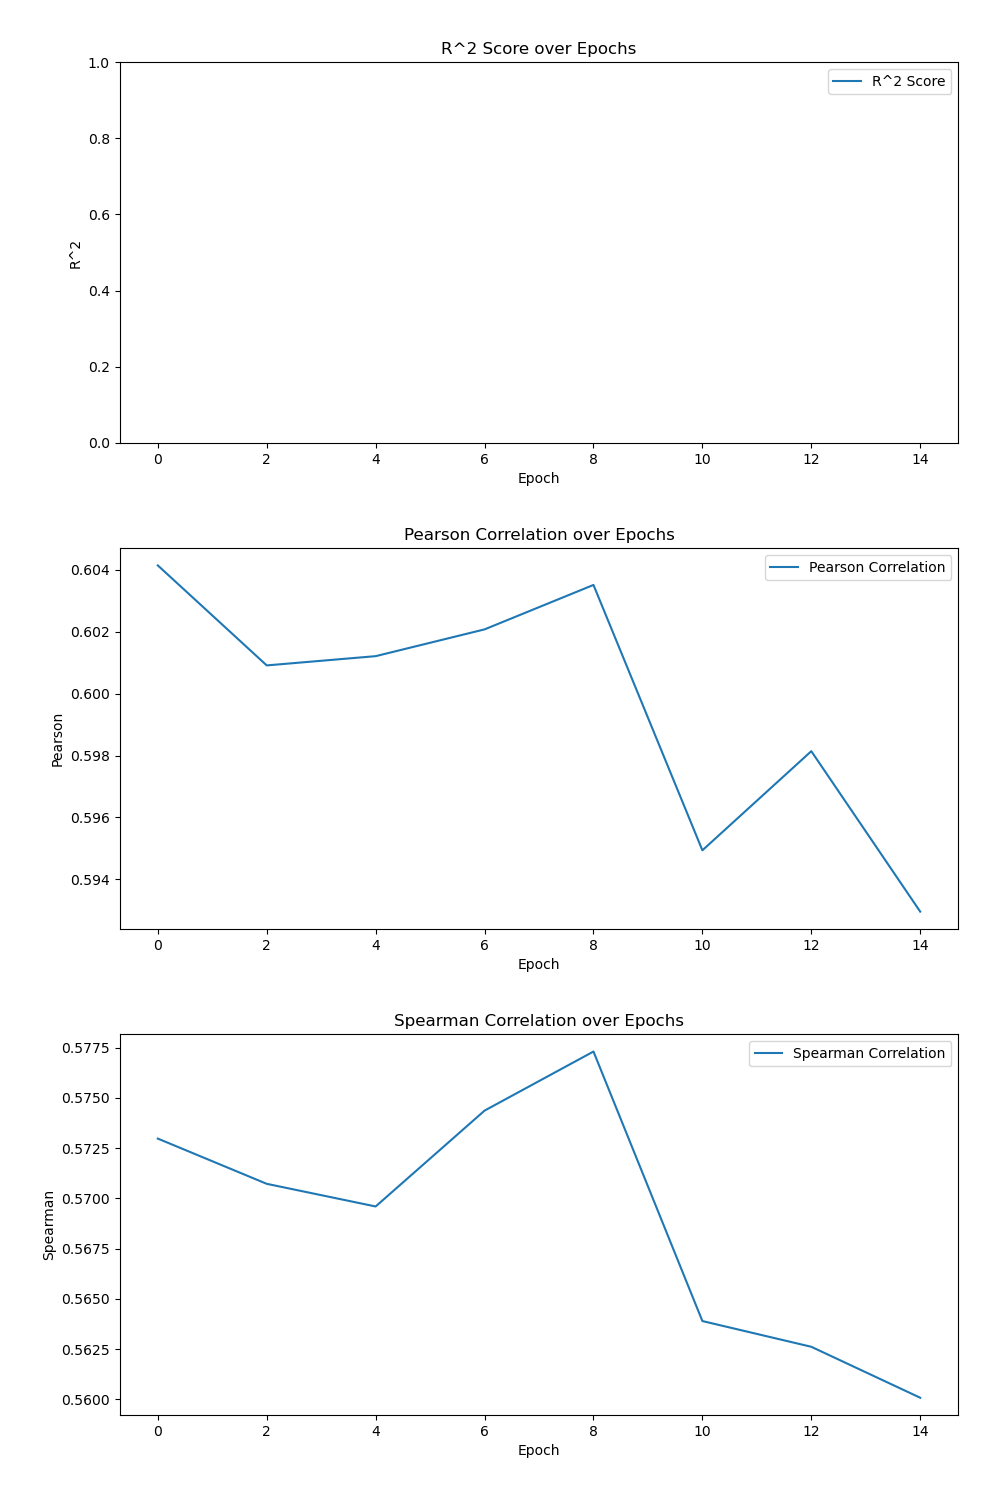 R^2 Score over Epochs
R^2 Score
1.0
0.8
0.6
0.4
0.2
0.0
R^2
0 2 4 6 8 10 12 14
Epoch
Pearson Correlation over Epochs
Pearson Correlation
0.604
0.602
0.600
0.598
0.596
0.594
Pearson
0 2 4 6 8 10 12 14
Epoch
Spearman Correlation over Epochs
Spearman Correlation
0.5775
0.5750
0.5725
0.5700
0.5675
0.5650
0.5625
0.5600
Spearman
0 2 4 6 8 10 12 14
Epoch